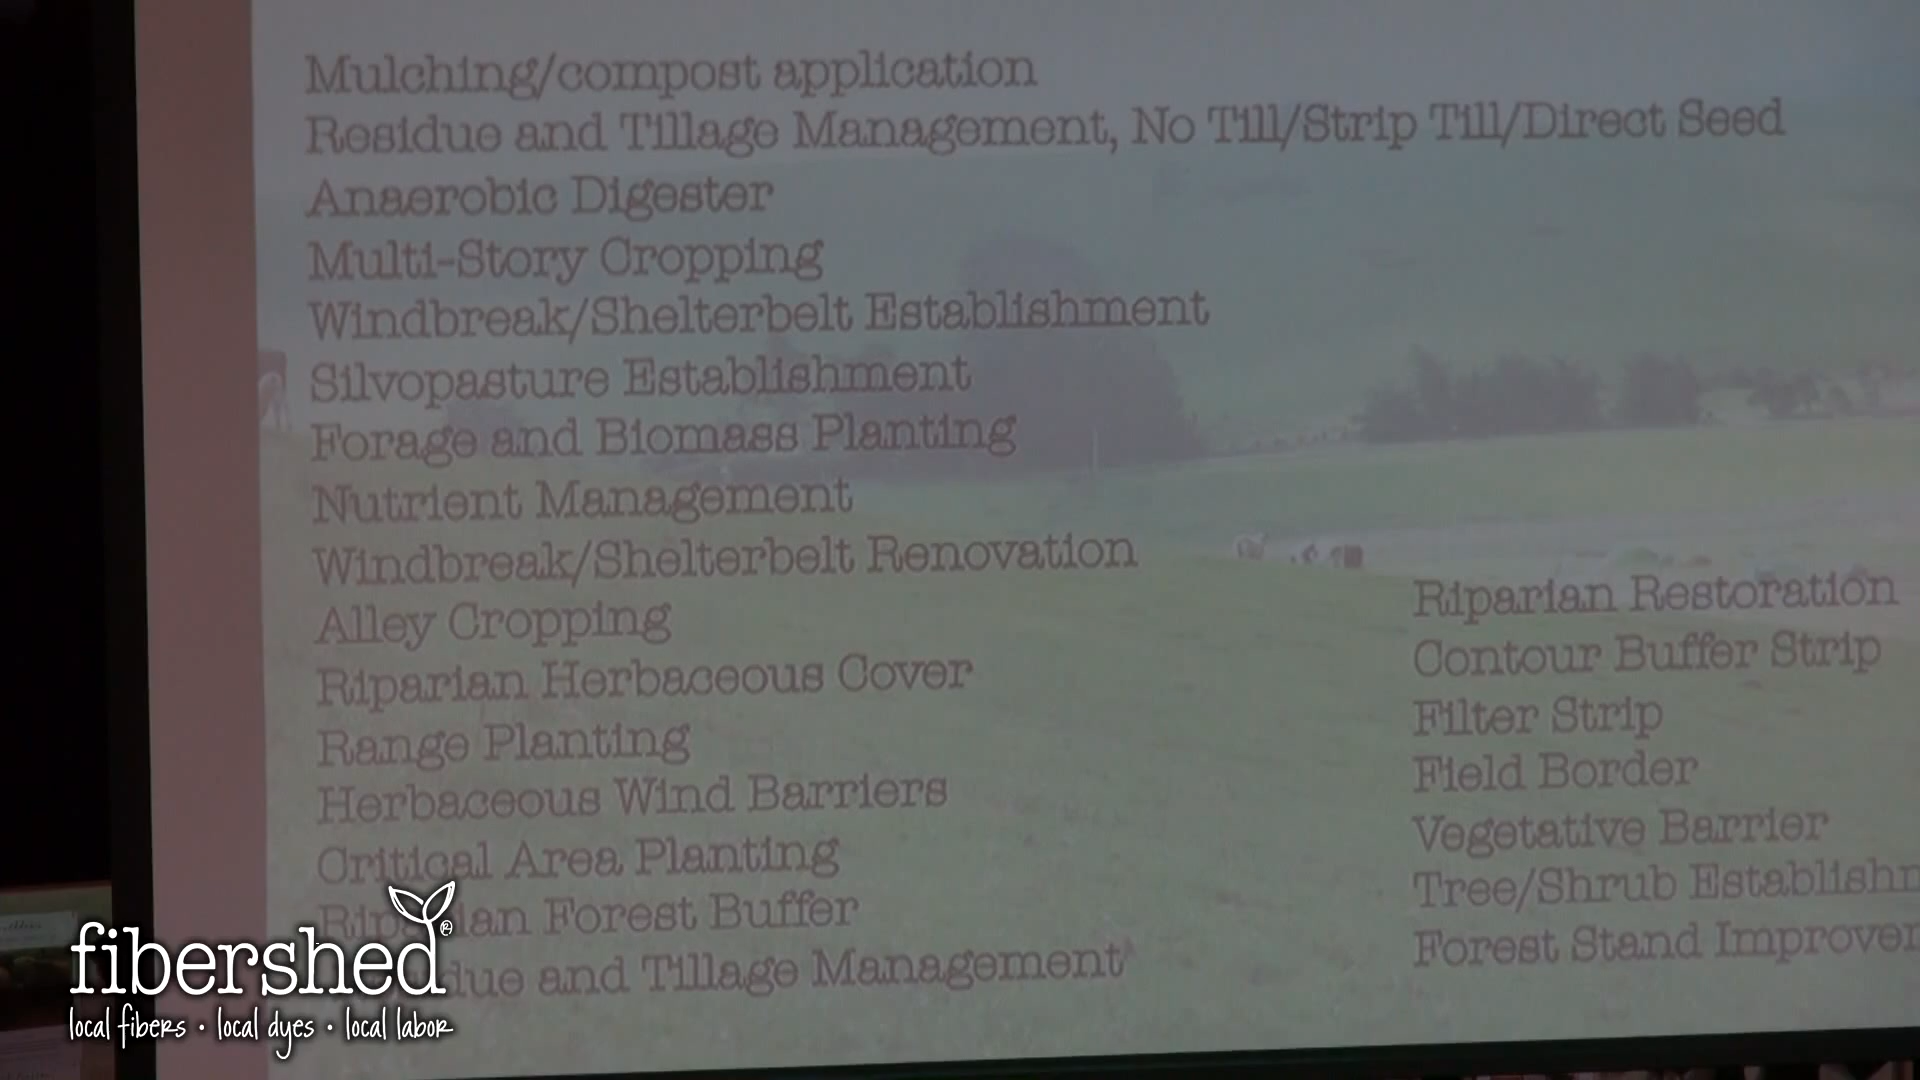 Mulching/compost application
Residue and Tillage Management, No Till/Strip Till/Direct Seed
Anaerobic Digester
Multi-Story Cropping
Windbreak/Shelterbelt Establishment
Silvopasture Establishment
Forage and Biomass Planting
Nutrient Management
Windbreak/Shelterbelt Renovation
Alley Cropping
Riparian Herbaceous Cover
Range Planting
Herbaceous Wind Barriers
Critical Area Planting
Riparian Forest Buffer
due and Tillage Management
Riparian Restoration
Contour Buffer Strip
Filter Strip
Field Border
Vegetative Barrier
Tree/Shrub Establishm
Forest Stand Improver
fibershed®
local fibers • local dyes • local labor